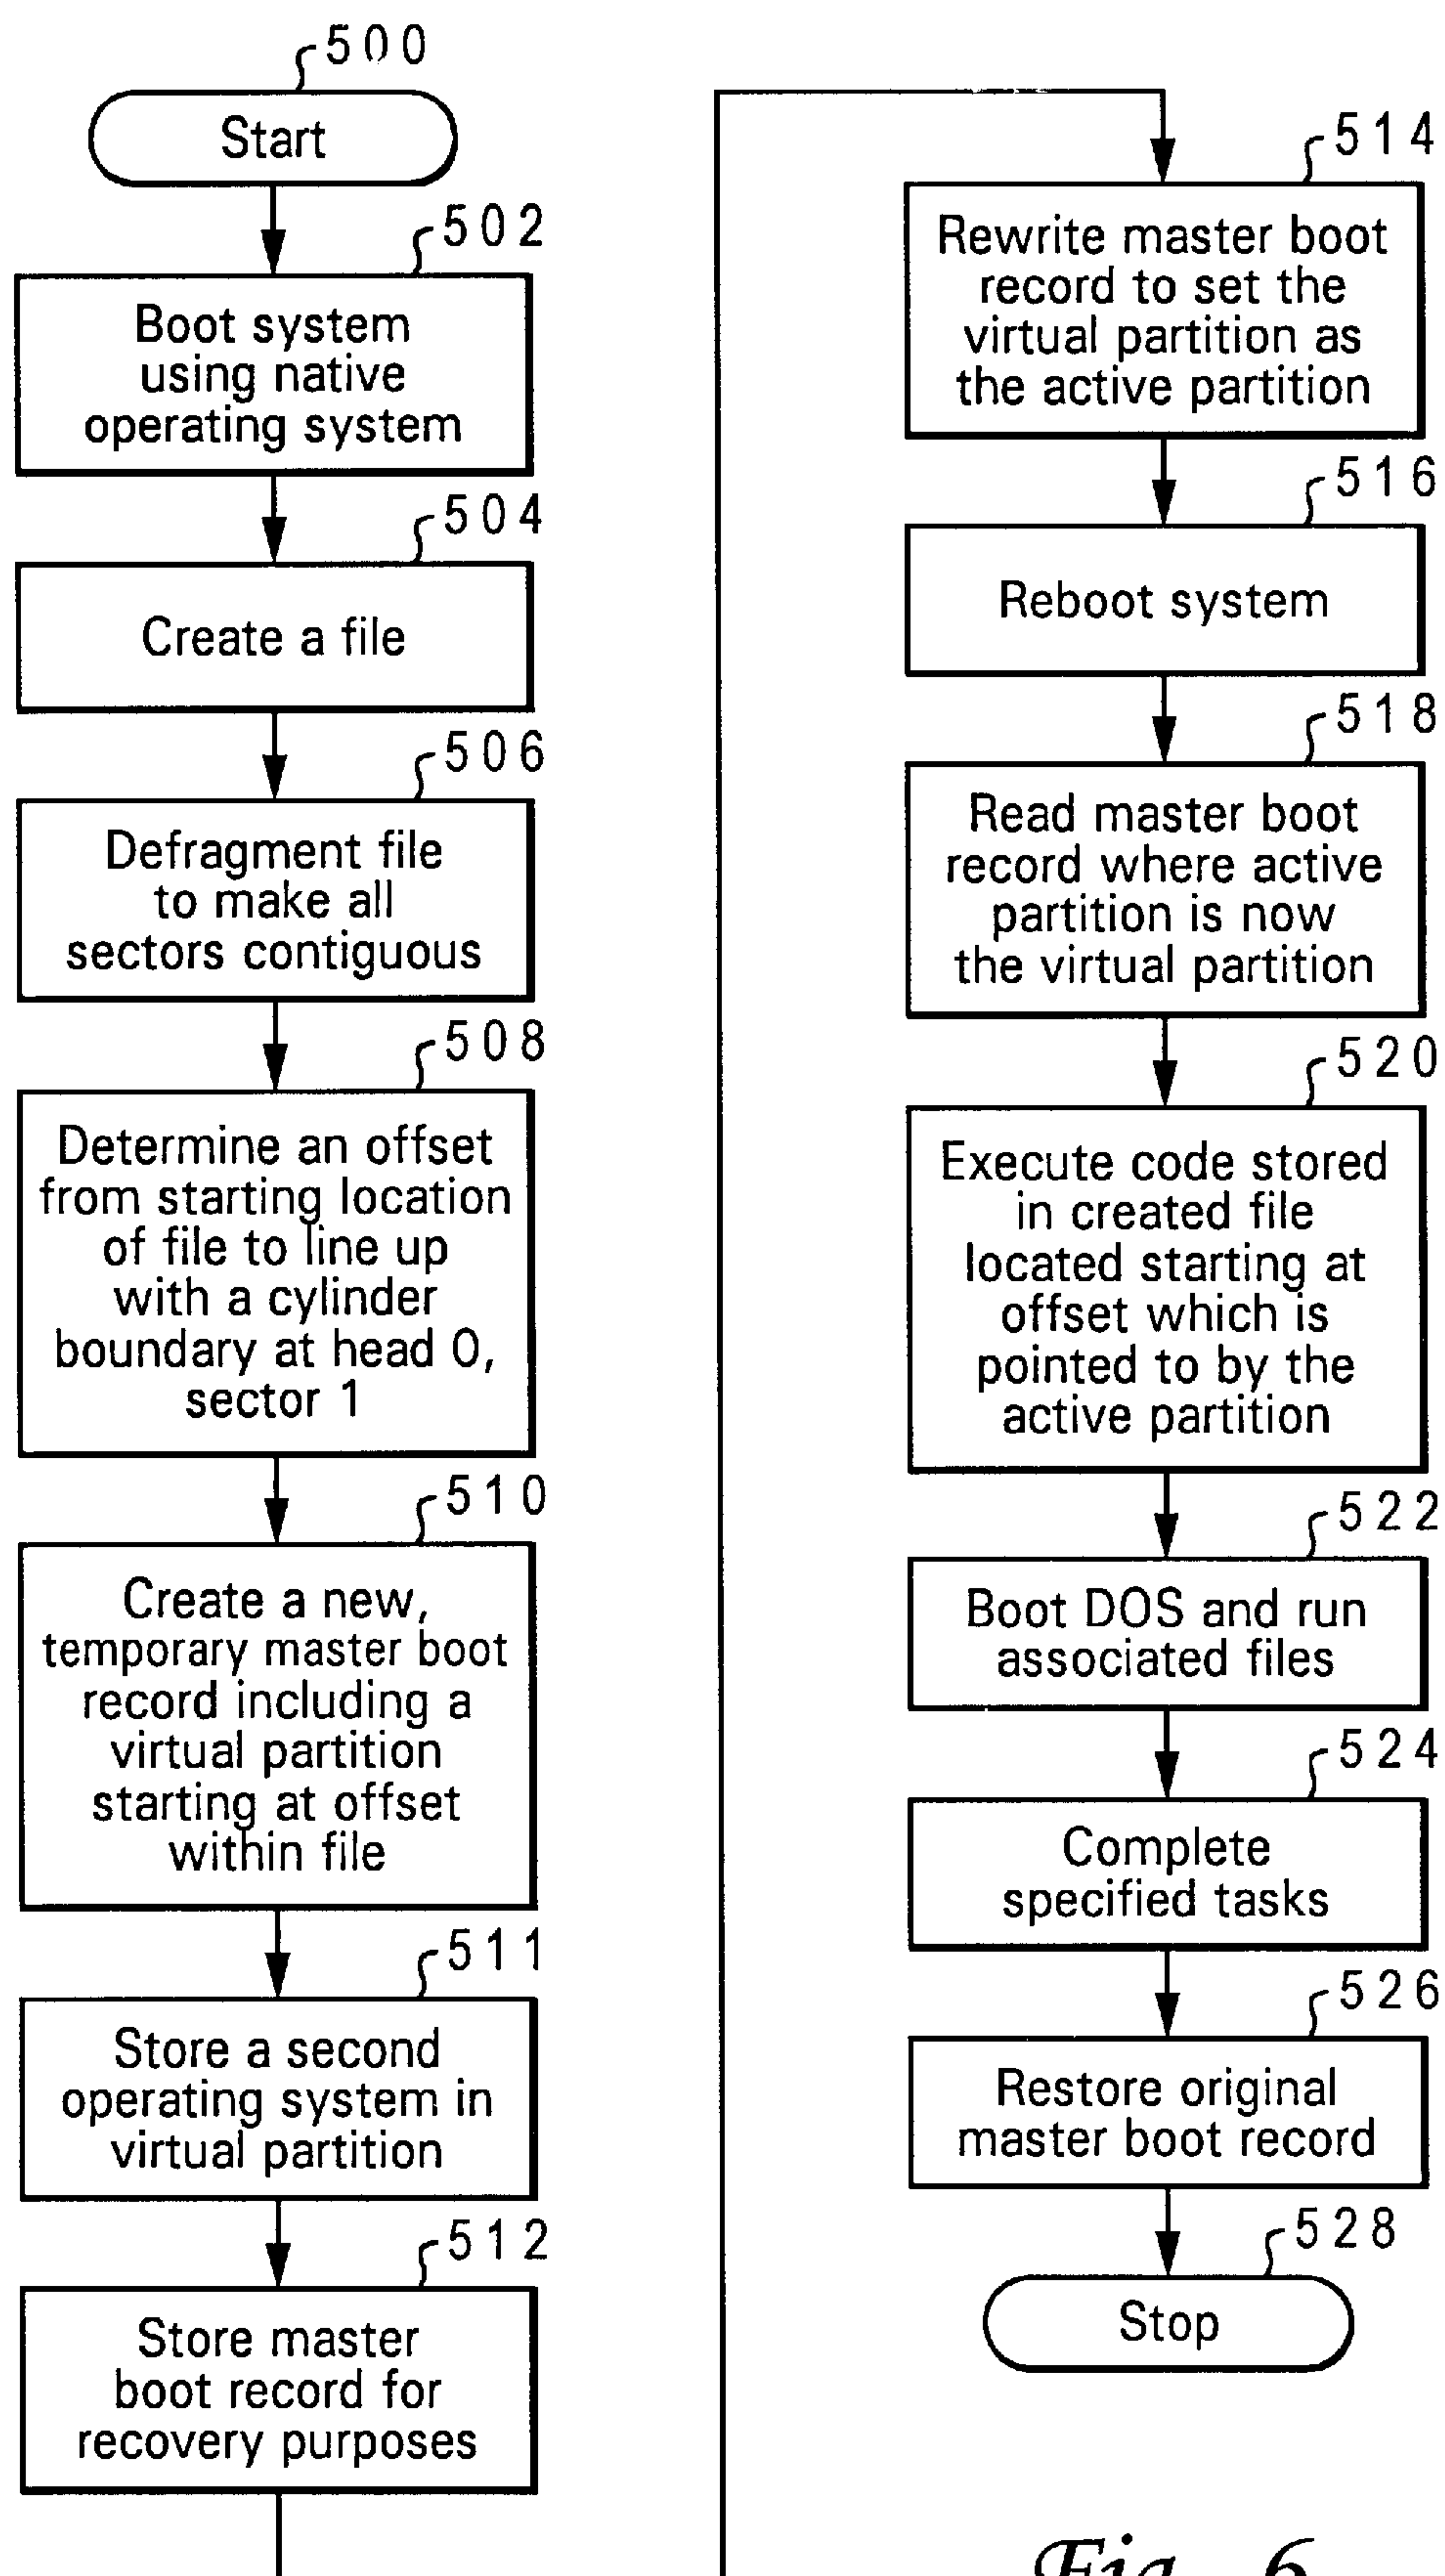 500
Start
502
Boot system
using native
operating system
504
Create a file
506
Defragment file
to make all
sectors contiguous
508
Determine an offset
from starting location
of file to line up
with a cylinder
boundary at head 0,
sector 1
510
Create a new,
temporary master boot
record including a
virtual partition
starting at offset
within file
511
Store a second
operating system in
virtual partition
512
Store master
boot record for
recovery purposes
514
Rewrite master boot
record to set the
virtual partition as
the active partition
516
Reboot system
518
Read master boot
record where active
partition is now
the virtual partition
520
Execute code stored
in created file
located starting at
offset which is
pointed to by the
active partition
522
Boot DOS and run
associated files
524
Complete
specified tasks
526
Restore original
master boot record
528
Stop
Fig. 6